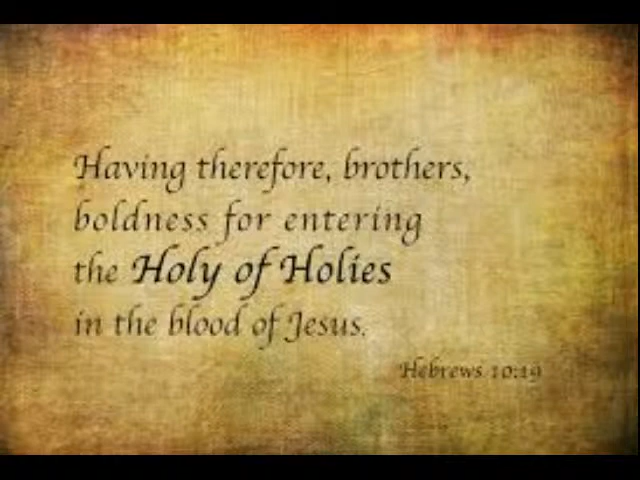 Having therefore, brothers,
boldness for entering
the Holy of Holies
in the blood of Jesus.
Hebrews 10:19